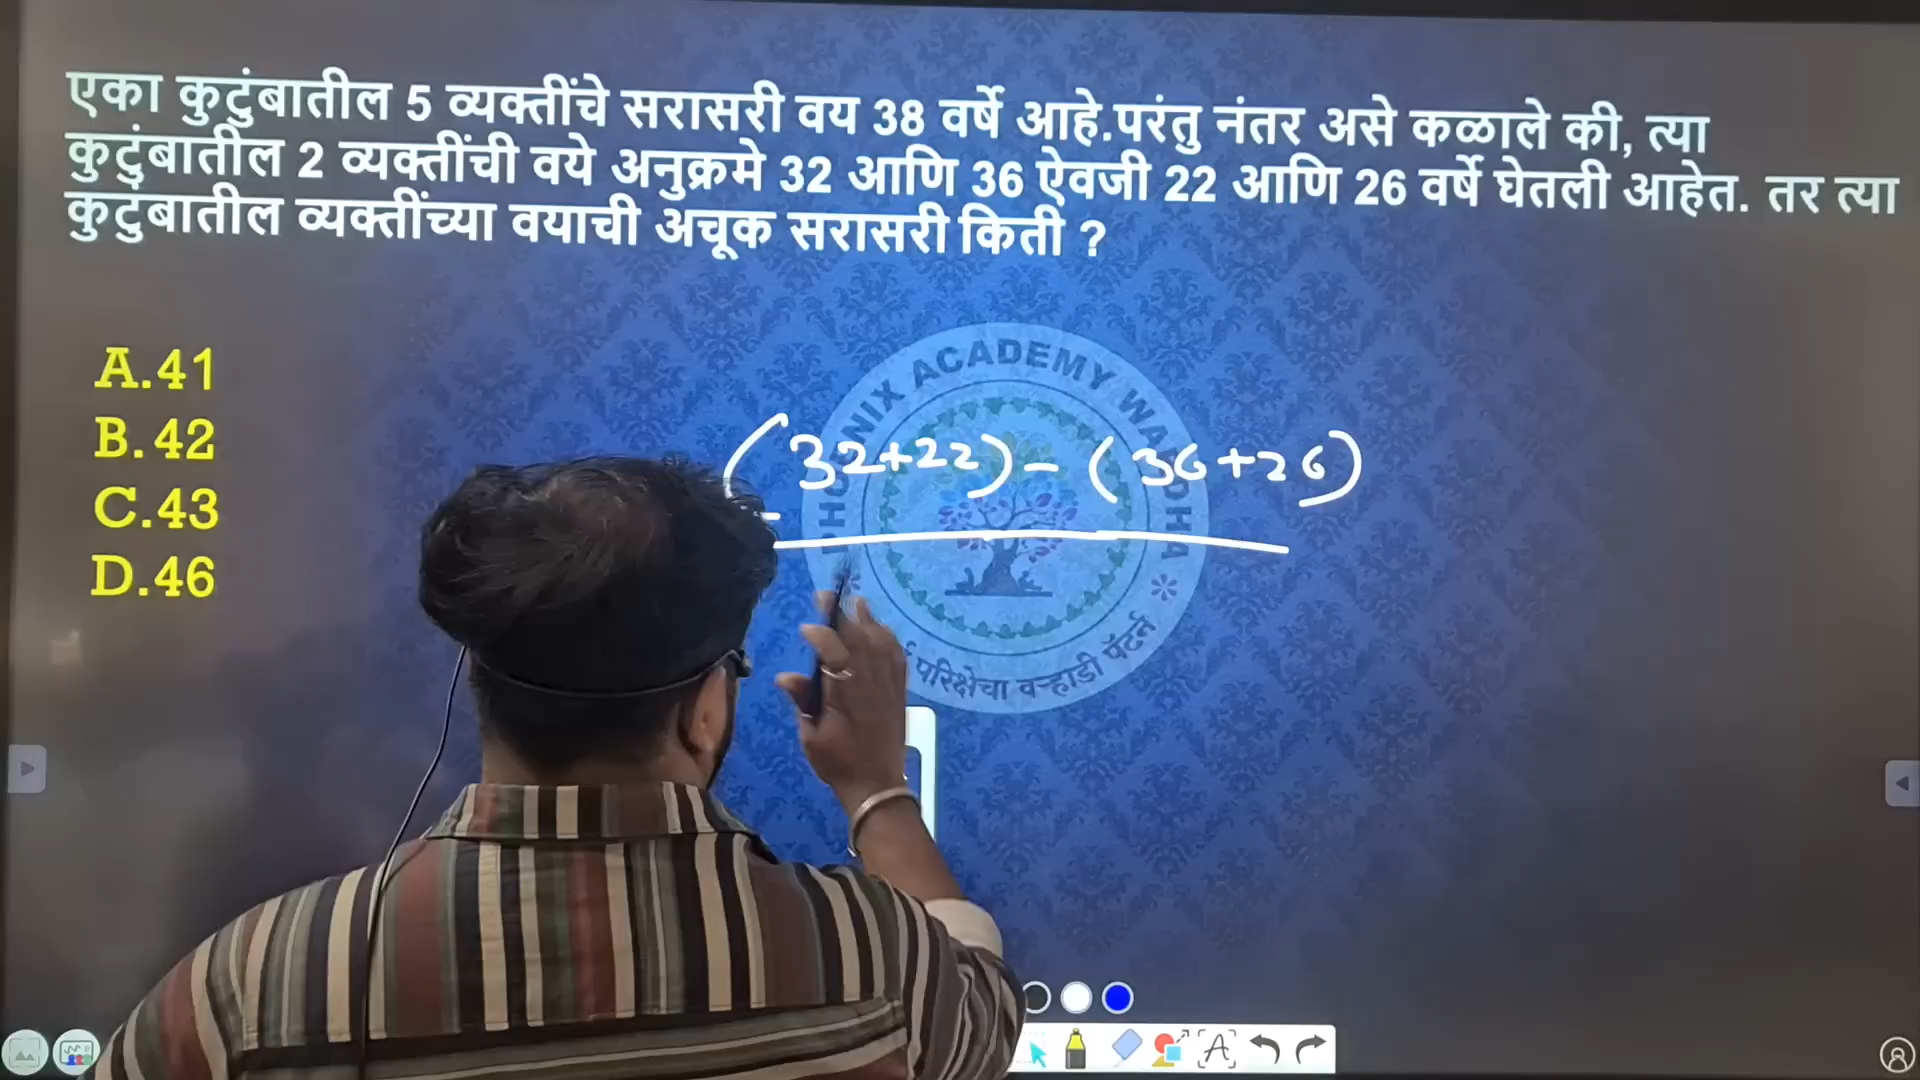 एका कुटुंबातील 5 व्यक्तींचे सरासरी वय 38 वर्षे आहे.परंतु नंतर असे कळाले की, त्या
कुटुंबातील 2 व्यक्तींची वये अनुक्रमे 32 आणि 36 ऐवजी 22 आणि 26 वर्षे घेतली आहेत. तर त्या
कुटुंबातील व्यक्तींच्या वयाची अचूक सरासरी किती ?
A.41
B.42
C.43
D.46
(32+22)-(36+26)
ACADEMY
परिक्षेचा वऱ्हाडी पॅटर्न